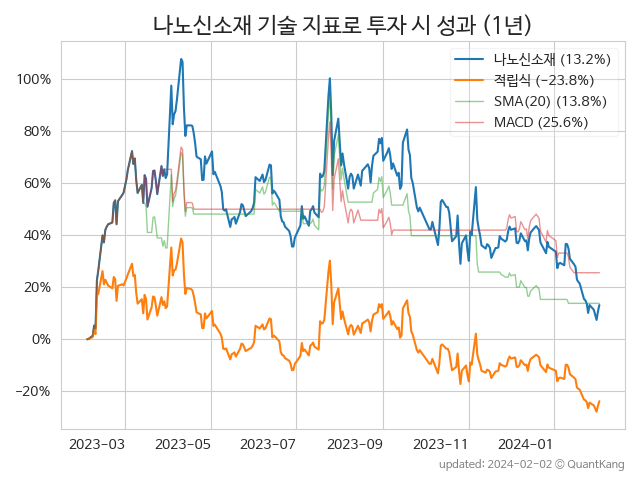 나노신소재 기술 지표로 투자 시 성과 (1년)
나노신소재 (13.2%)
적립식 (−23.8%)
SMA(20) (13.8%)
MACD (25.6%)
100%
80%
60%
40%
20%
0%
−20%
2023−03
2023−05
2023−07
2023−09
2023−11
2024−01
updated: 2024-02-02 © QuantKang